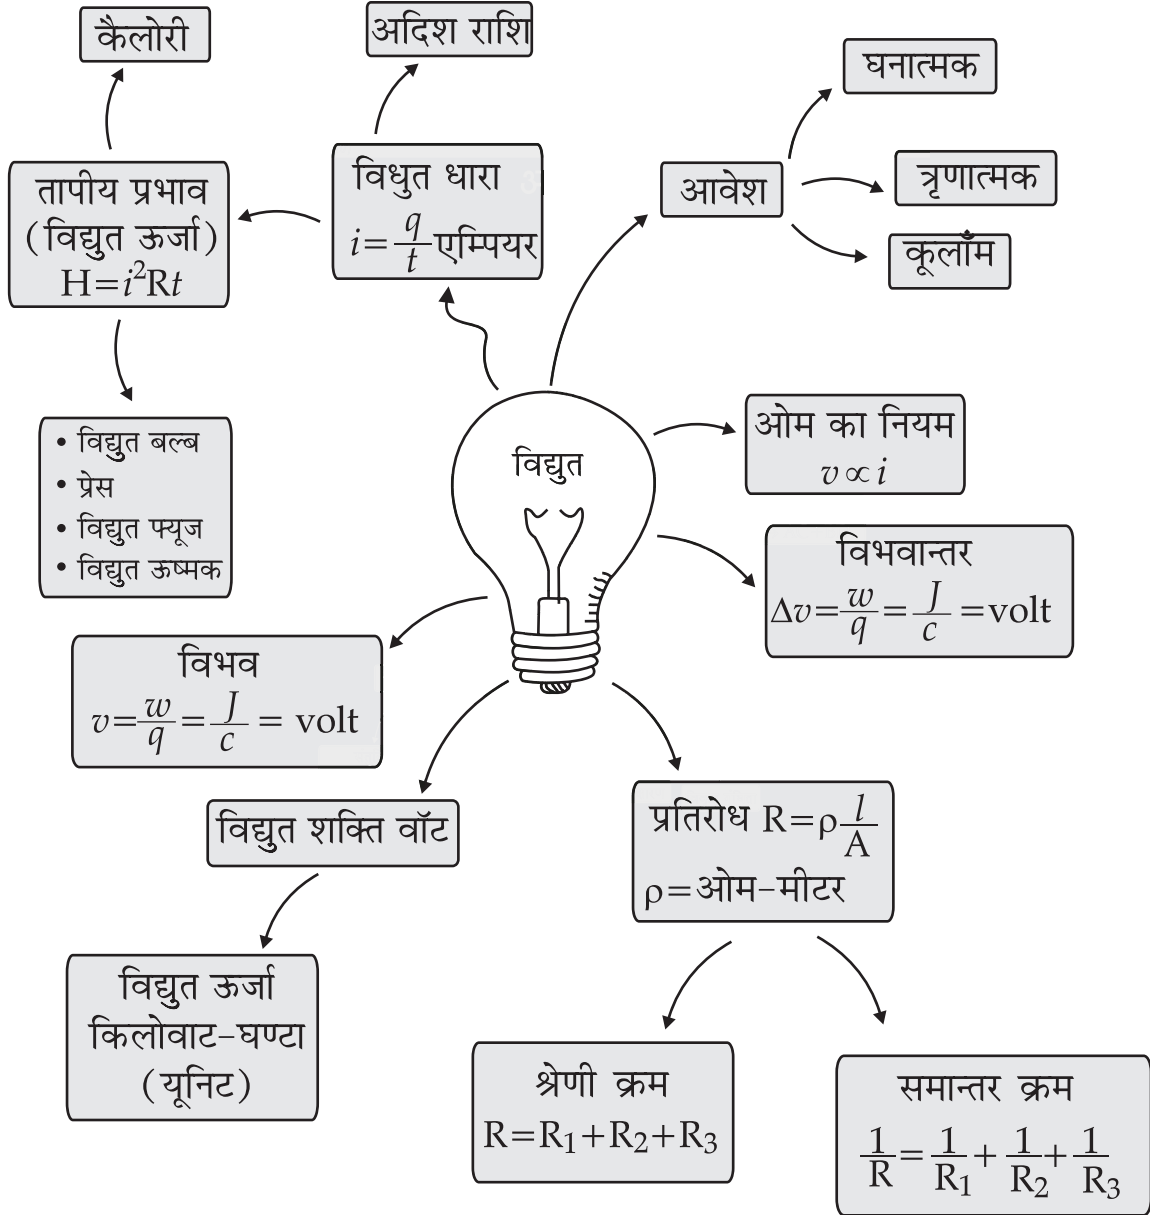 कैलोरी
अदिश राशि
घनात्मक
तापीय प्रभाव
(विद्युत ऊर्जा)
H=i²Rt
विधुत धारा
i=q/t एम्पियर
आवेश
त्रृणात्मक
कूलॉंम
• विद्युत बल्ब
• प्रेस
• विद्युत फ्यूज
• विद्युत ऊष्मक
विद्युत
ओम का नियम
v∝i
विभवान्तर
Δv=w/q=J/c=volt
विभव
v=w/q=J/c= volt
विद्युत शक्ति वॉट
प्रतिरोध R=ρl/A
ρ=ओम-मीटर
विद्युत ऊर्जा
किलोवाट-घण्टा
(यूनिट)
श्रेणी क्रम
R=R₁+R₂+R₃
समान्तर क्रम
1/R=1/R₁+1/R₂+1/R₃